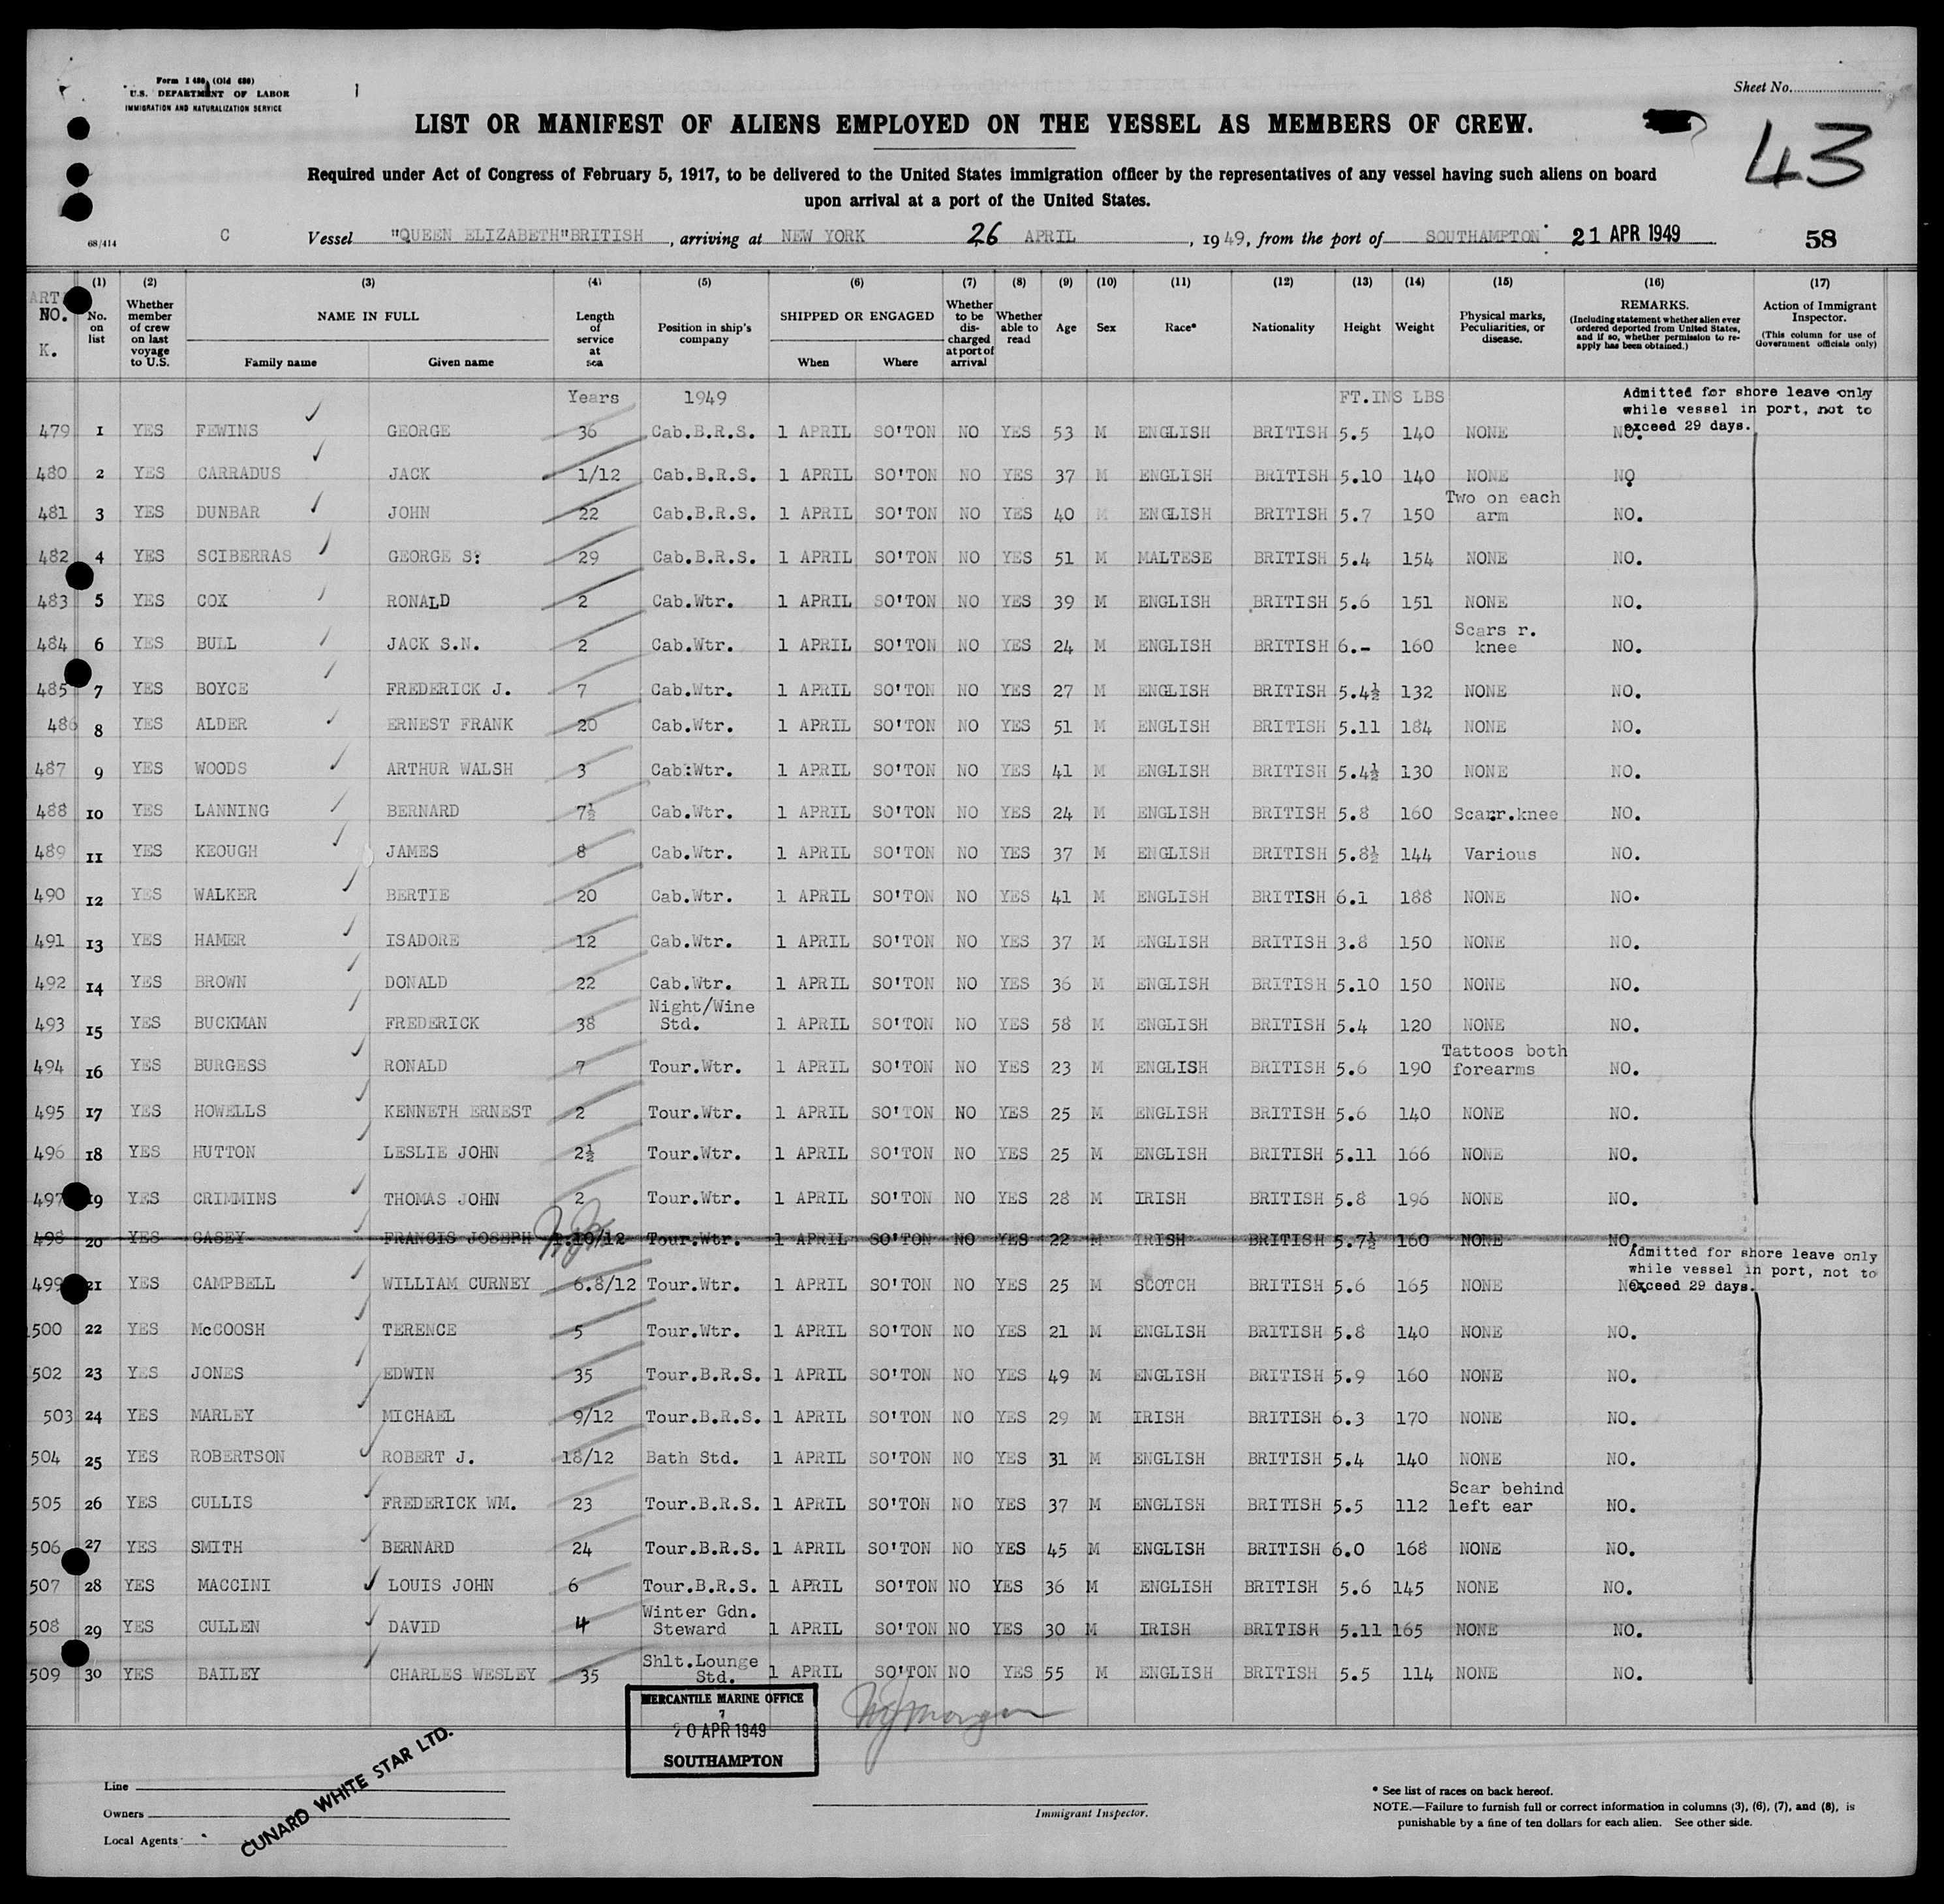 Form I 480 (Old 680)
U.S. DEPARTMENT OF LABOR
IMMIGRATION AND NATURALIZATION SERVICE
Sheet No.
43
LIST OR MANIFEST OF ALIENS EMPLOYED ON THE VESSEL AS MEMBERS OF CREW.
Required under Act of Congress of February 5, 1917, to be delivered to the United States immigration officer by the representatives of any vessel having such aliens on board
upon arrival at a port of the United States.
68/414 C Vessel "QUEEN ELIZABETH"BRITISH, arriving at NEW YORK 26 APRIL, 1949, from the port of SOUTHAMPTON 21 APR 1949 58
ART. NO. K.
(1) No. on list
(2) Whether member of crew on last voyage to U.S.
(3) NAME IN FULL Family name Given name
(4) Length of service at sea
(5) Position in ship's company
(6) SHIPPED OR ENGAGED When Where
(7) Whether to be discharged at port of arrival
(8) Whether able to read
(9) Age
(10) Sex
(11) Race*
(12) Nationality
(13) Height
(14) Weight
(15) Physical marks, Peculiarities, or disease.
(16) REMARKS. (Including statement whether alien ever ordered deported from United States, and if so, whether permission to re-apply has been obtained.)
(17) Action of Immigrant Inspector. (This column for use of Government officials only)
Years 1949 FT.INS LBS
Admitted for shore leave only
while vessel in port, not to
exceed 29 days.
479 1 YES FEWINS GEORGE 36 Cab.B.R.S. 1 APRIL SO'TON NO YES 53 M ENGLISH BRITISH 5.5 140 NONE NO.
480 2 YES CARRADUS JACK 1/12 Cab.B.R.S. 1 APRIL SO'TON NO YES 37 M ENGLISH BRITISH 5.10 140 NONE NO.
481 3 YES DUNBAR JOHN 22 Cab.B.R.S. 1 APRIL SO'TON NO YES 40 M ENGLISH BRITISH 5.7 150 Two on each arm NO.
482 4 YES SCIBERRAS GEORGE S. 29 Cab.B.R.S. 1 APRIL SO'TON NO YES 51 M MALTESE BRITISH 5.4 154 NONE NO.
483 5 YES COX RONALD 2 Cab.Wtr. 1 APRIL SO'TON NO YES 39 M ENGLISH BRITISH 5.6 151 NONE NO.
484 6 YES BULL JACK S.N. 2 Cab.Wtr. 1 APRIL SO'TON NO YES 24 M ENGLISH BRITISH 6.- 160 Scars r. knee NO.
485 7 YES BOYCE FREDERICK J. 7 Cab.Wtr. 1 APRIL SO'TON NO YES 27 M ENGLISH BRITISH 5.4½ 132 NONE NO.
486 8 YES ALDER ERNEST FRANK 20 Cab.Wtr. 1 APRIL SO'TON NO YES 51 M ENGLISH BRITISH 5.11 184 NONE NO.
487 9 YES WOODS ARTHUR WALSH 3 Cab.Wtr. 1 APRIL SO'TON NO YES 41 M ENGLISH BRITISH 5.4½ 130 NONE NO.
488 10 YES LANNING BERNARD 7½ Cab.Wtr. 1 APRIL SO'TON NO YES 24 M ENGLISH BRITISH 5.8 160 Scarr.knee NO.
489 11 YES KEOUGH JAMES 8 Cab.Wtr. 1 APRIL SO'TON NO YES 37 M ENGLISH BRITISH 5.8½ 144 Various NO.
490 12 YES WALKER BERTIE 20 Cab.Wtr. 1 APRIL SO'TON NO YES 41 M ENGLISH BRITISH 6.1 188 NONE NO.
491 13 YES HAMER ISADORE 12 Cab.Wtr. 1 APRIL SO'TON NO YES 37 M ENGLISH BRITISH 3.8 150 NONE NO.
492 14 YES BROWN DONALD 22 Cab.Wtr. 1 APRIL SO'TON NO YES 36 M ENGLISH BRITISH 5.10 150 NONE NO.
493 15 YES BUCKMAN FREDERICK 38 Night/Wine Std. 1 APRIL SO'TON NO YES 58 M ENGLISH BRITISH 5.4 120 NONE NO.
494 16 YES BURGESS RONALD 7 Tour.Wtr. 1 APRIL SO'TON NO YES 23 M ENGLISH BRITISH 5.6 190 Tattoos both forearms NO.
495 17 YES HOWELLS KENNETH ERNEST 2 Tour.Wtr. 1 APRIL SO'TON NO YES 25 M ENGLISH BRITISH 5.6 140 NONE NO.
496 18 YES HUTTON LESLIE JOHN 2½ Tour.Wtr. 1 APRIL SO'TON NO YES 25 M ENGLISH BRITISH 5.11 166 NONE NO.
497 19 YES CRIMMINS THOMAS JOHN 2 Tour.Wtr. 1 APRIL SO'TON NO YES 28 M IRISH BRITISH 5.8 196 NONE NO.
498 20 YES CASEY FRANCIS JOSEPH 1.10/12 Tour.Wtr. 1 APRIL SO'TON NO YES 22 M IRISH BRITISH 5.7½ 160 NONE NO.
Admitted for shore leave only
while vessel in port, not to
exceed 29 days.
499 21 YES CAMPBELL WILLIAM CURNEY 6.8/12 Tour.Wtr. 1 APRIL SO'TON NO YES 25 M SCOTCH BRITISH 5.6 165 NONE NO.
500 22 YES McCOOSH TERENCE 5 Tour.Wtr. 1 APRIL SO'TON NO YES 21 M ENGLISH BRITISH 5.8 140 NONE NO.
502 23 YES JONES EDWIN 35 Tour.B.R.S. 1 APRIL SO'TON NO YES 49 M ENGLISH BRITISH 5.9 160 NONE NO.
503 24 YES MARLEY MICHAEL 9/12 Tour.B.R.S. 1 APRIL SO'TON NO YES 29 M IRISH BRITISH 6.3 170 NONE NO.
504 25 YES ROBERTSON ROBERT J. 18/12 Bath Std. 1 APRIL SO'TON NO YES 31 M ENGLISH BRITISH 5.4 140 NONE NO.
505 26 YES CULLIS FREDERICK WM. 23 Tour.B.R.S. 1 APRIL SO'TON NO YES 37 M ENGLISH BRITISH 5.5 112 Scar behind left ear NO.
506 27 YES SMITH BERNARD 24 Tour.B.R.S. 1 APRIL SO'TON NO YES 45 M ENGLISH BRITISH 6.0 168 NONE NO.
507 28 YES MACCINI LOUIS JOHN 6 Tour.B.R.S. 1 APRIL SO'TON NO YES 36 M ENGLISH BRITISH 5.6 145 NONE NO.
508 29 YES CULLEN DAVID 4 Winter Gdn. Steward 1 APRIL SO'TON NO YES 30 M IRISH BRITISH 5.11 165 NONE NO.
509 30 YES BAILEY CHARLES WESLEY 35 Shlt.Lounge Std. 1 APRIL SO'TON NO YES 55 M ENGLISH BRITISH 5.5 114 NONE NO.
MERCANTILE MARINE OFFICE
7
20 APR 1949
SOUTHAMPTON
Line
Owners
Local Agents
CUNARD WHITE STAR LTD.
Immigrant Inspector.
* See list of races on back hereof.
NOTE.—Failure to furnish full or correct information in columns (3), (6), (7), and (8), is
punishable by a fine of ten dollars for each alien. See other side.